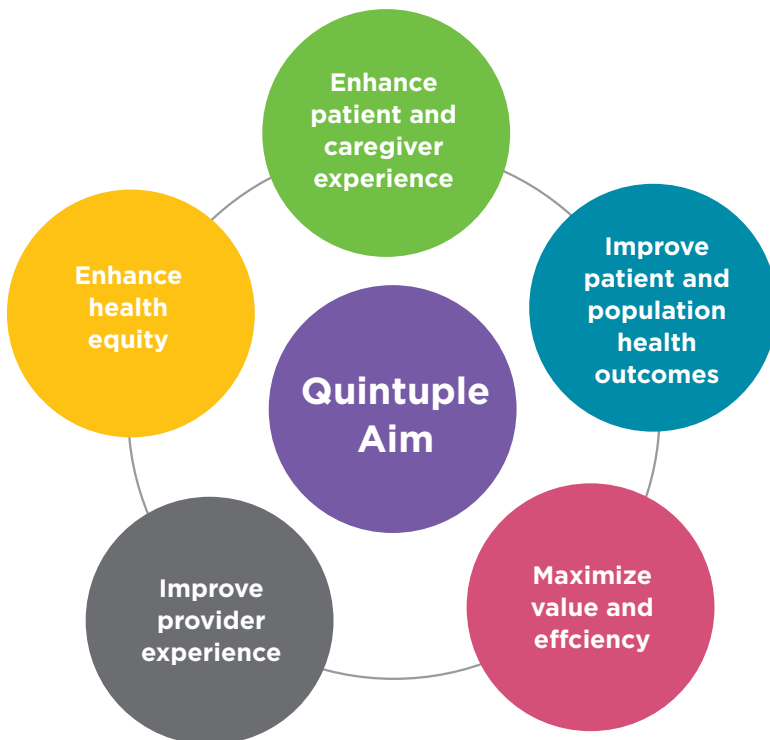 Enhance
patient and
caregiver
experience
Improve
patient and
population
health
outcomes
Maximize
value and
effciency
Improve
provider
experience
Enhance
health
equity
Quintuple
Aim